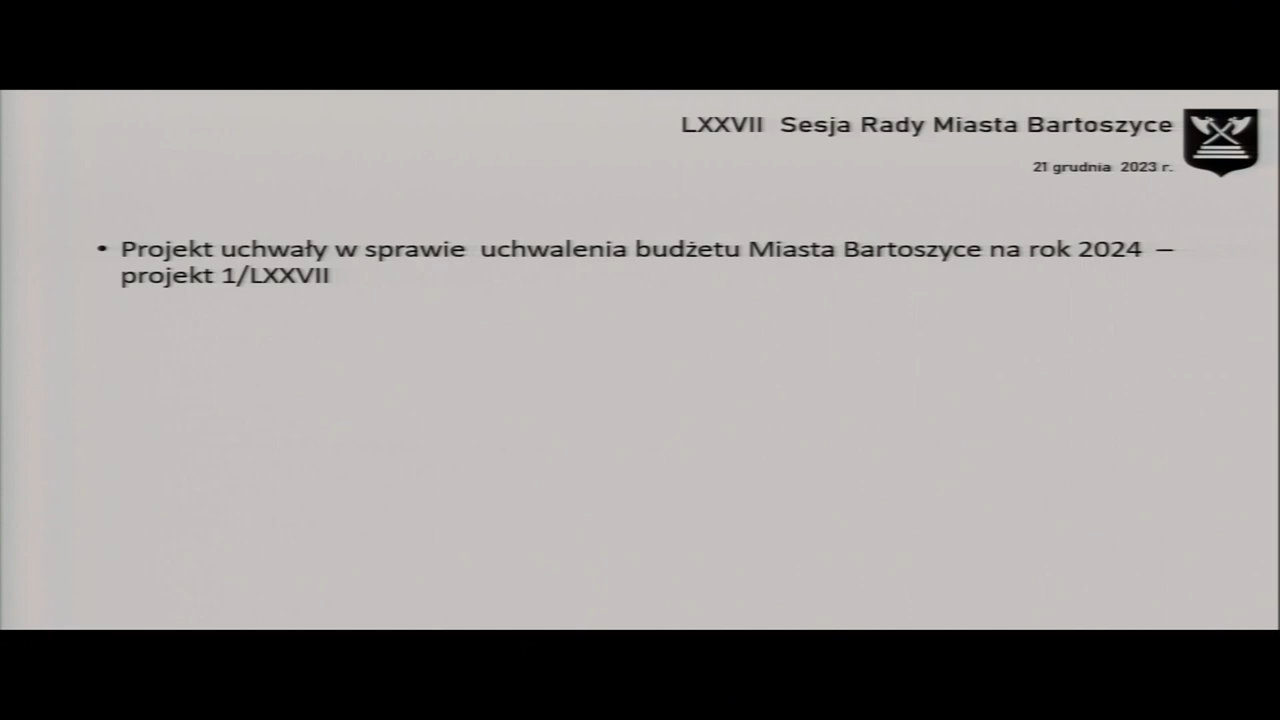 LXXVII Sesja Rady Miasta Bartoszyce
21 grudnia 2023 r.
• Projekt uchwały w sprawie uchwalenia budżetu Miasta Bartoszyce na rok 2024 –
projekt 1/LXXVII